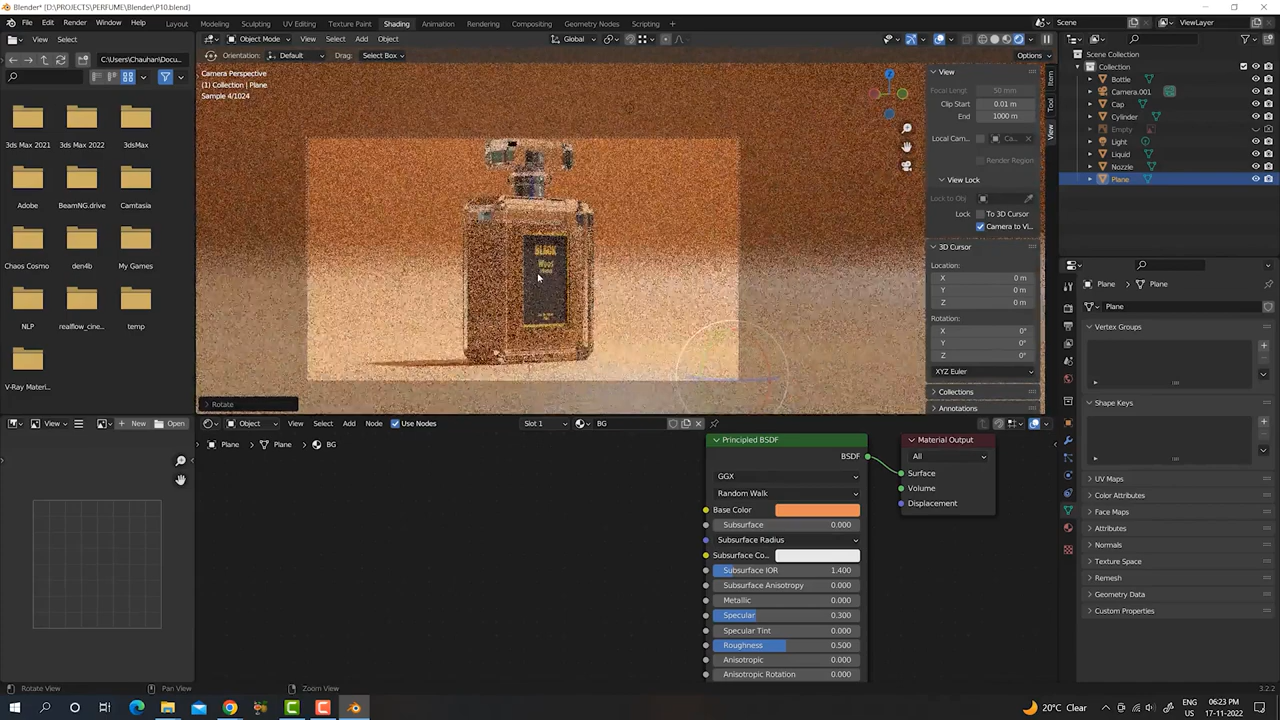 Blender* [D:\PROJECTS\PERFUME\Blender\P10.blend]
File Edit Render Window Help Layout Modeling Sculpting UV Editing Texture Paint Shading Animation Rendering Compositing Geometry Nodes Scripting + Scene ViewLayer
View Select Object Mode View Select Add Object Global
C:\Users\Chauhan\Docu... Orientation: Default Drag: Select Box Options
Camera Perspective
(1) Collection | Plane
Sample 4/1024
3ds Max 2021 3ds Max 2022 3dsMax
Adobe BeamNG.drive Camtasia
Chaos Cosmo den4b My Games
NLP realflow_cine... temp
V-Ray Materi...
BLACK
Wood
Rotate
View
Focal Lengt 50 mm
Clip Start 0.01 m
End 1000 m
Local Cam... Ca...
Render Region
View Lock
Lock to Obj
Lock To 3D Cursor
Camera to Vi...
3D Cursor
Location:
X 0 m
Y 0 m
Z 0 m
Rotation:
X 0°
Y 0°
Z 0°
XYZ Euler
Collections
Annotations
Item
Tool
View
Scene Collection
Collection
Bottle
Camera.001
Cap
Cylinder
Empty
Light
Liquid
Nozzle
Plane
Plane Plane
Plane
Vertex Groups
Shape Keys
UV Maps
Color Attributes
Face Maps
Attributes
Normals
Texture Space
Remesh
Geometry Data
Custom Properties
View New Open
Object View Select Add Node Use Nodes Slot 1 BG
Plane Plane BG
Principled BSDF
BSDF
GGX
Random Walk
Base Color
Subsurface 0.000
Subsurface Radius
Subsurface Co...
Subsurface IOR 1.400
Subsurface Anisotropy 0.000
Metallic 0.000
Specular 0.300
Specular Tint 0.000
Roughness 0.500
Anisotropic 0.000
Anisotropic Rotation 0.000
Material Output
All
Surface
Volume
Displacement
Rotate View Pan View Zoom View 3.2.2
20°C Clear ENG US 06:23 PM 17-11-2022